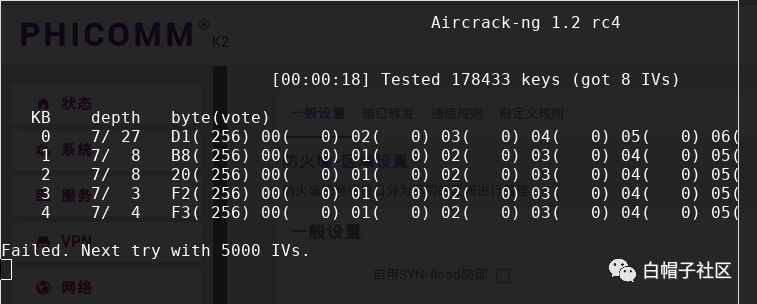 Aircrack-ng 1.2 rc4
PHICOMM®
K2
[00:00:18] Tested 178433 keys (got 8 IVs)
状态
一般设置 端口转发 通信规则 自定义规则
KB depth byte(vote)
0 7/ 27 D1( 256) 00( 0) 02( 0) 03( 0) 04( 0) 05( 0) 06(
系统
1 7/ 8 B8( 256) 00( 0) 01( 0) 02( 0) 03( 0) 04( 0) 05(
防火墙 设置
2 7/ 8 20( 256) 00( 0) 01( 0) 02( 0) 03( 0) 04( 0) 05(
服务
3 7/ 3 F2( 256) 00( 0) 01( 0) 02( 0) 03( 0) 04( 0) 05(
4 7/ 4 F3( 256) 00( 0) 01( 0) 02( 0) 03( 0) 04( 0) 05(
一般设置
VPN
Failed. Next try with 5000 IVs.
启用SYN-flood防御
网络
白帽子社区